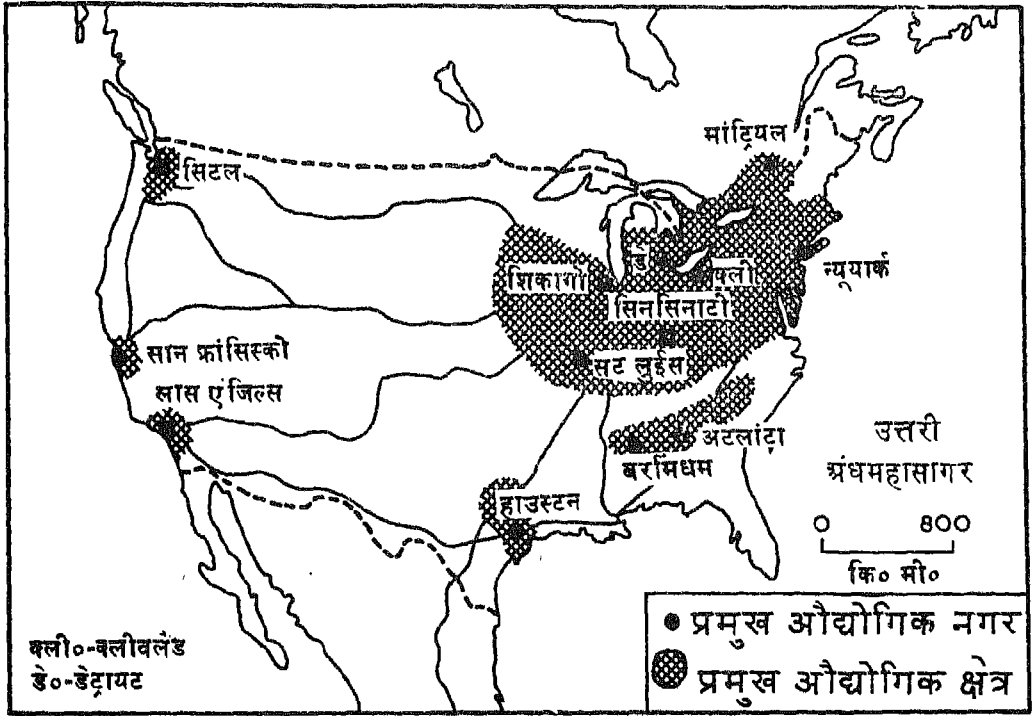 मांट्रियल
सिटल
न्यूयार्क
शिकागो
सिनसिनाटी
सान फ्रांसिस्को
सट लुईस
लास एंजिल्स
अटलांटा
बरमिंघम
उत्तरी
अंधमहासागर
हाउस्टन
0 800
कि० मी०
क्ली०-क्लीवलैंड
डे०-डेट्रायट
प्रमुख औद्योगिक नगर
प्रमुख औद्योगिक क्षेत्र